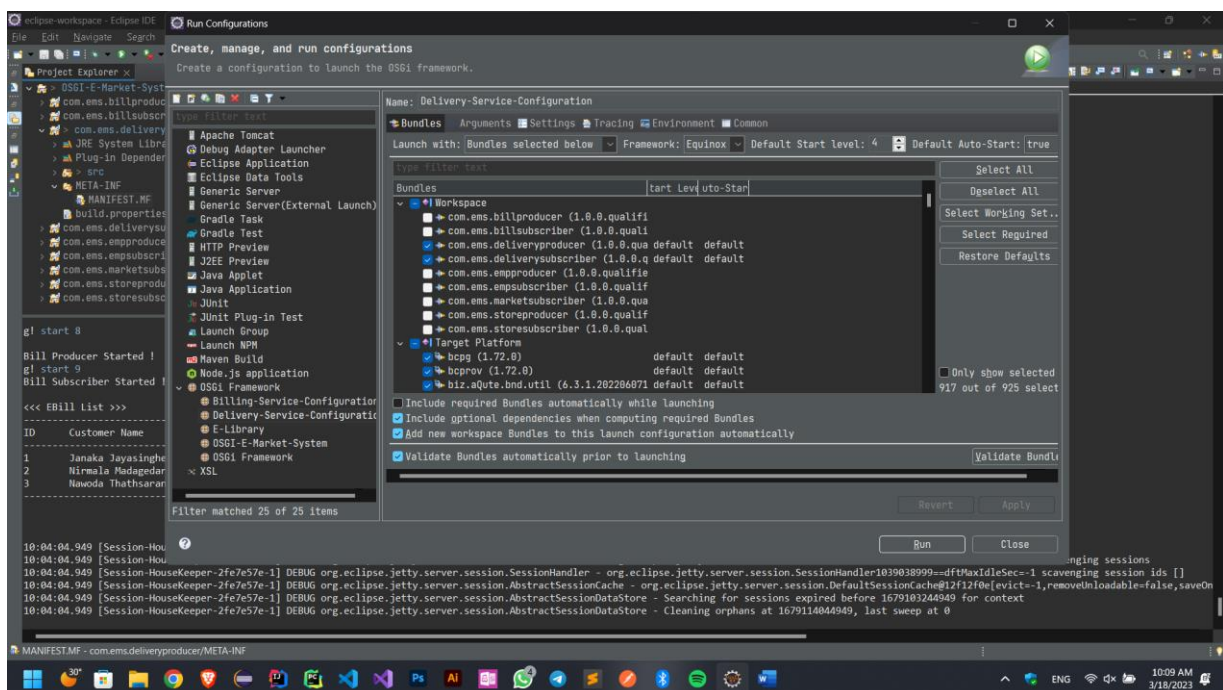 eclipse-workspace - Eclipse IDE
Run Configurations
File Edit Navigate Search
Create, manage, and run configurations
Create a configuration to launch the OSGi framework.
Project Explorer
OSGI-E-Market-Syst
com.ems.billproduc
com.ems.billsubscr
com.ems.delivery
JRE System Libra
Plug-in Depender
src
META-INF
MANIFEST.MF
build.properties
com.ems.deliverysu
com.ems.empproduce
com.ems.empsubscri
com.ems.marketsubs
com.ems.storeprodu
com.ems.storesubsc
type filter text
Apache Tomcat
Debug Adapter Launcher
Eclipse Application
Eclipse Data Tools
Generic Server
Generic Server(External Launch)
Gradle Task
Gradle Test
HTTP Preview
J2EE Preview
Java Applet
Java Application
JUnit
JUnit Plug-in Test
Launch Group
Launch NPM
Maven Build
Node.js application
OSGi Framework
Billing-Service-Configuration
Delivery-Service-Configuratio
E-Library
OSGI-E-Market-System
OSGi Framework
XSL
Filter matched 25 of 25 items
Name: Delivery-Service-Configuration
Bundles Arguments Settings Tracing Environment Common
Launch with: Bundles selected below Framework: Equinox Default Start level: 4 Default Auto-Start: true
type filter text
Bundles tart Leve uto-Star
Workspace
com.ems.billproducer (1.0.0.qualifi
com.ems.billsubscriber (1.0.0.quali
com.ems.deliveryproducer (1.0.0.qua default default
com.ems.deliverysubscriber (1.0.0.q default default
com.ems.empproducer (1.0.0.qualifie
com.ems.empsubscriber (1.0.0.qualif
com.ems.marketsubscriber (1.0.0.qua
com.ems.storeproducer (1.0.0.qualif
com.ems.storesubscriber (1.0.0.qual
Target Platform
bcpg (1.72.0) default default
bcprov (1.72.0) default default
biz.aQute.bnd.util (6.3.1.202206071 default default
Select All
Deselect All
Select Working Set..
Select Required
Restore Defaults
Only show selected
917 out of 925 select
Include required Bundles automatically while launching
Include optional dependencies when computing required Bundles
Add new workspace Bundles to this launch configuration automatically
Validate Bundles automatically prior to launching
Validate Bundle
Revert Apply
Run Close
g! start 8
Bill Producer Started !
g! start 9
Bill Subscriber Started !
<<< EBill List >>>
ID Customer Name
1 Janaka Jayasinghe
2 Nirmala Madagedar
3 Nawoda Thathsaran
10:04:04.949 [Session-Hou
10:04:04.949 [Session-Hou enging sessions
10:04:04.949 [Session-HouseKeeper-2fe7e57e-1] DEBUG org.eclipse.jetty.server.session.SessionHandler - org.eclipse.jetty.server.session.SessionHandler1039038999==dftMaxIdleSec=-1 scavenging session ids []
10:04:04.949 [Session-HouseKeeper-2fe7e57e-1] DEBUG org.eclipse.jetty.server.session.AbstractSessionCache - org.eclipse.jetty.server.session.DefaultSessionCache@12f12f0e[evict=-1,removeUnloadable=false,saveOn
10:04:04.949 [Session-HouseKeeper-2fe7e57e-1] DEBUG org.eclipse.jetty.server.session.AbstractSessionDataStore - Searching for sessions expired before 1679103244949 for context
10:04:04.949 [Session-HouseKeeper-2fe7e57e-1] DEBUG org.eclipse.jetty.server.session.AbstractSessionDataStore - Cleaning orphans at 1679114044949, last sweep at 0
MANIFEST.MF - com.ems.deliveryproducer/META-INF
30°
Ps Ai
ENG
10:09 AM
3/18/2023